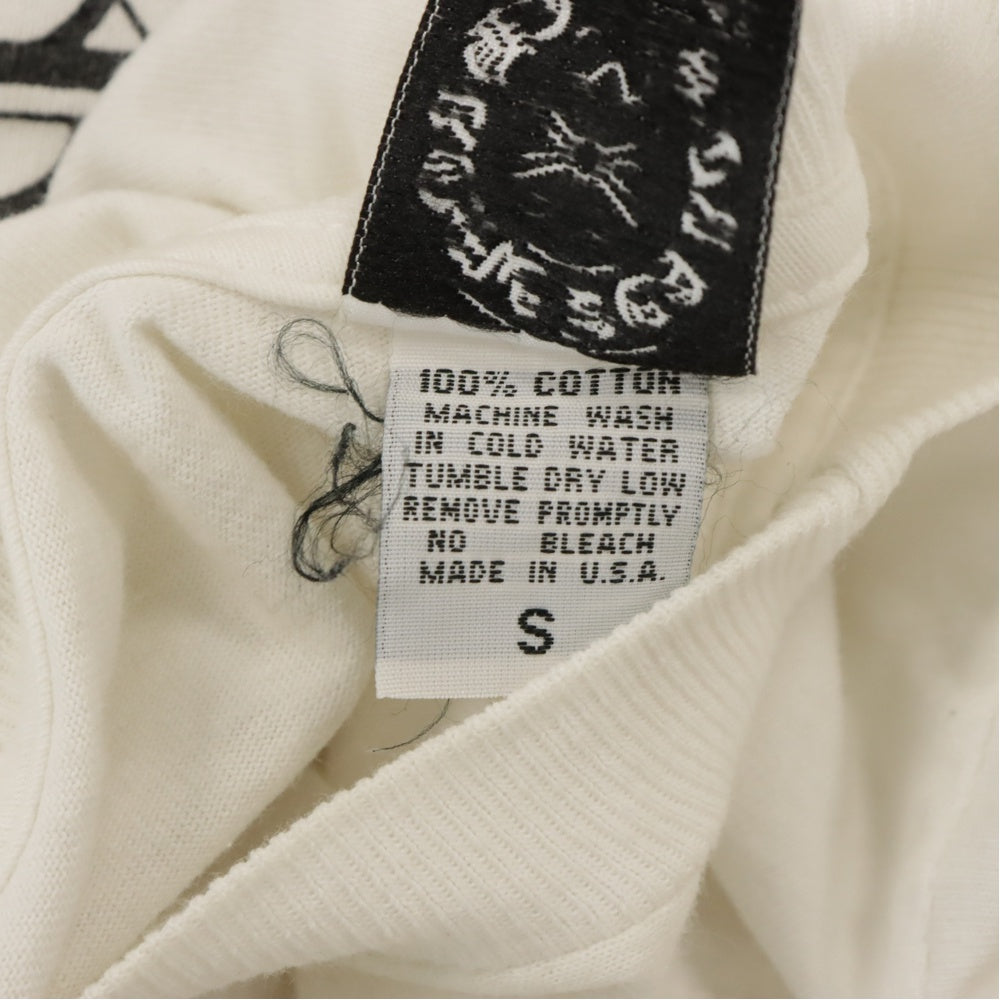 100% COTTON
MACHINE WASH
IN COLD WATER
TUMBLE DRY LOW
REMOVE PROMPTLY
NO BLEACH
MADE IN U.S.A.
S